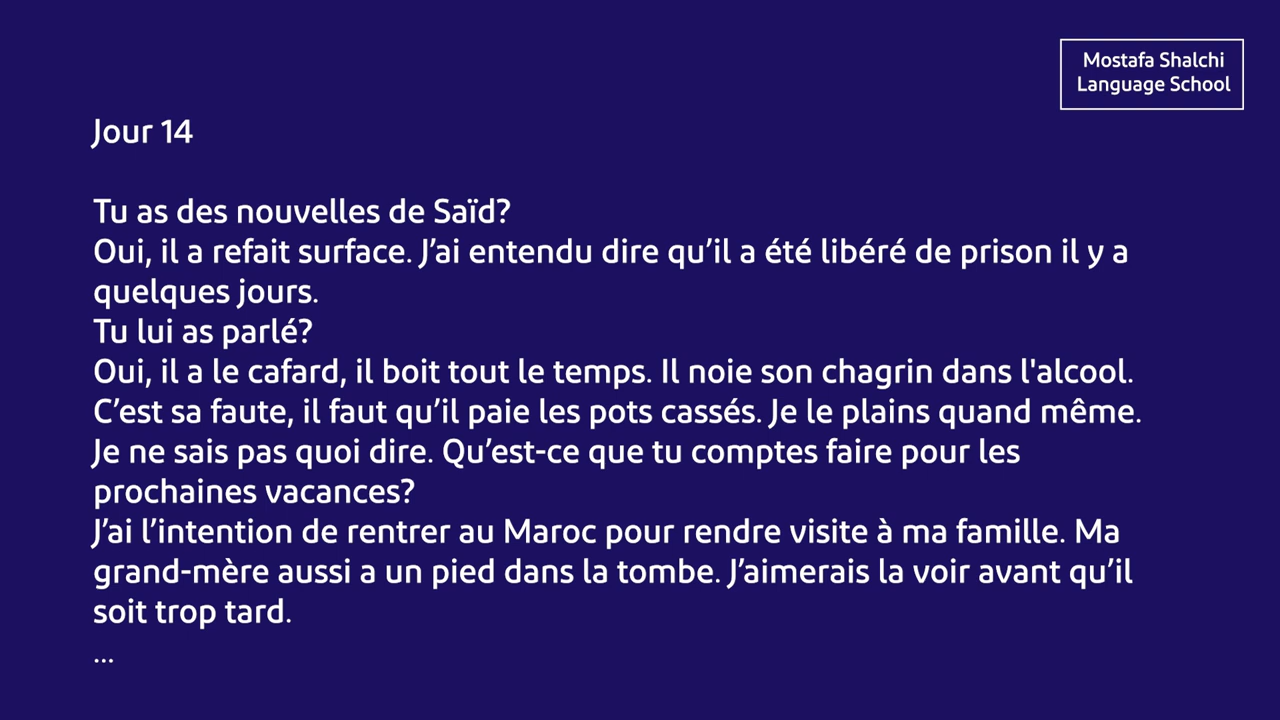 Mostafa Shalchi
Language School
Jour 14
Tu as des nouvelles de Saïd?
Oui, il a refait surface. J’ai entendu dire qu’il a été libéré de prison il y a
quelques jours.
Tu lui as parlé?
Oui, il a le cafard, il boit tout le temps. Il noie son chagrin dans l'alcool.
C’est sa faute, il faut qu’il paie les pots cassés. Je le plains quand même.
Je ne sais pas quoi dire. Qu’est-ce que tu comptes faire pour les
prochaines vacances?
J’ai l’intention de rentrer au Maroc pour rendre visite à ma famille. Ma
grand-mère aussi a un pied dans la tombe. J’aimerais la voir avant qu’il
soit trop tard.
...